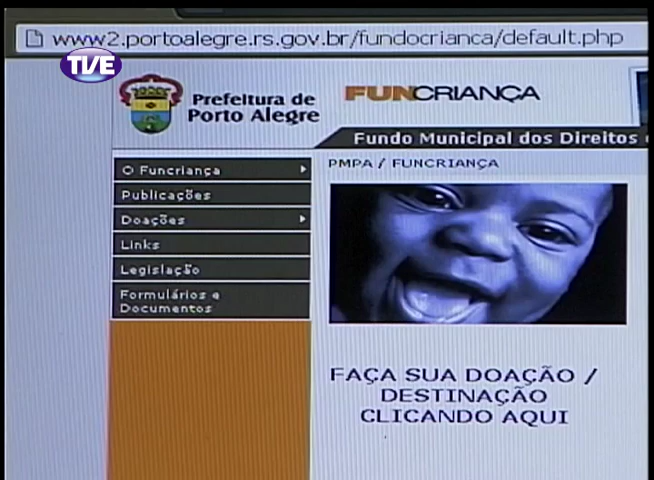 www2.portoalegre.rs.gov.br/fundocrianca/default.php
TVE
Prefeitura de
Porto Alegre
FUNCRIANÇA
Fundo Municipal dos Direitos
PMPA / FUNCRIANÇA
O Funcriança
Publicações
Doações
Links
Legislação
Formulários e
Documentos
FAÇA SUA DOAÇÃO /
DESTINAÇÃO
CLICANDO AQUI